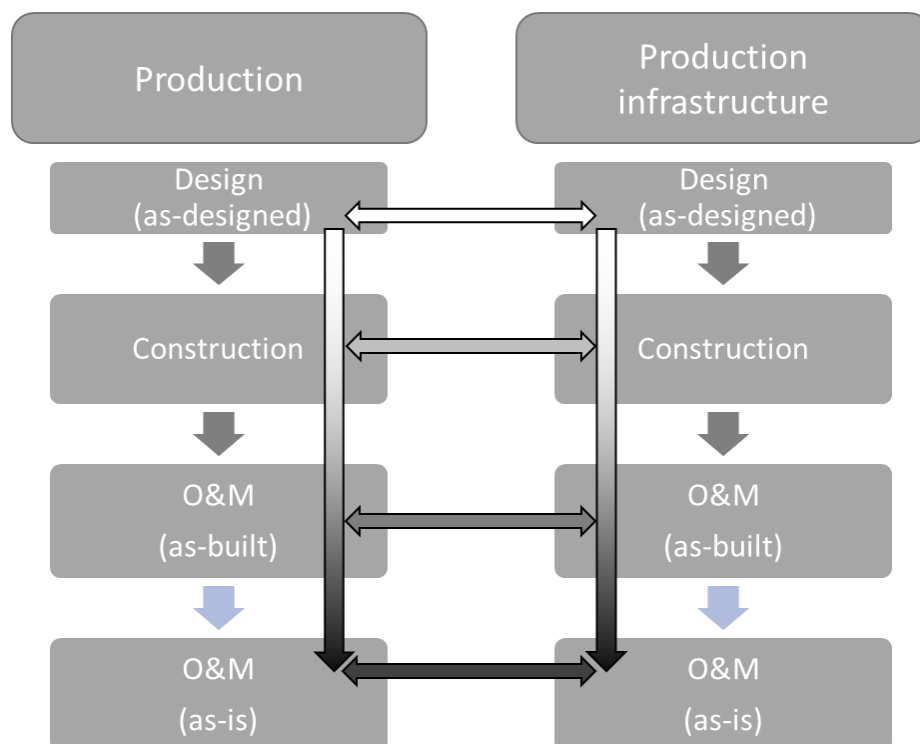 Production
Production
infrastructure
Design
(as-designed)
Design
(as-designed)
Construction
Construction
O&M
(as-built)
O&M
(as-built)
O&M
(as-is)
O&M
(as-is)